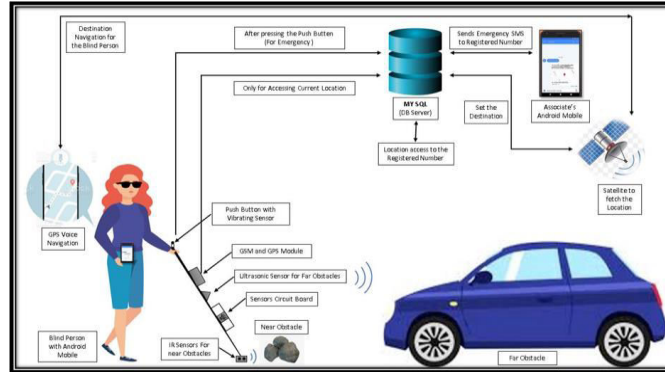 Destination
Navigation for
the Blind Person
After pressing the Push Button
(For Emergency )
Sends Emergency SMS
to Registered Number
Only for Accessing Current Location
MY SQL
(DB Server)
Set the
Destination
Associate's
Android Mobile
Location access to the
Registered Number
Satellite to
fetch the
Location
Push Button with
Vibrating Sensor
GPS Voice
Navigation
GSM and GPS Module
Ultrasonic Sensor for Far Obstacles
Sensors Circuit Board
Near Obstacle
Blind Person
with Android
Mobile
IR Sensors For
near Obstacles
Far Obstacle